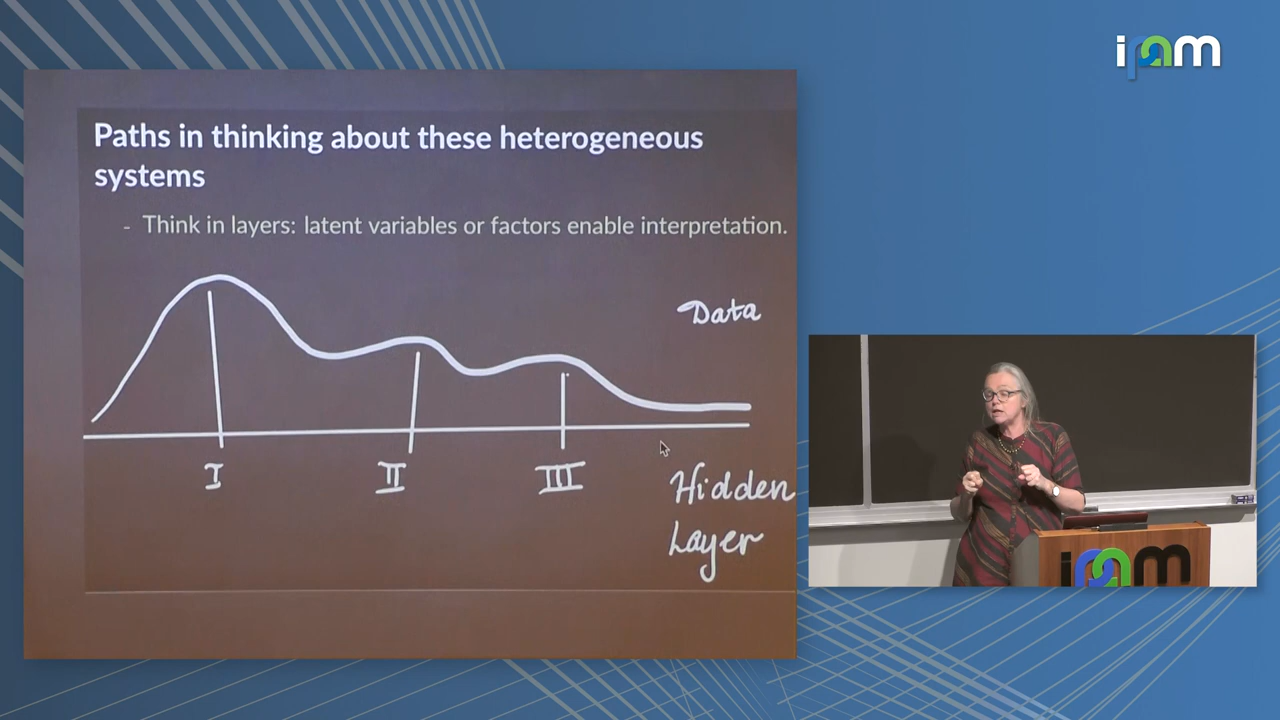 ipam
Paths in thinking about these heterogeneous
systems
- Think in layers: latent variables or factors enable interpretation.
Data
I II III
Hidden
Layer
ipam